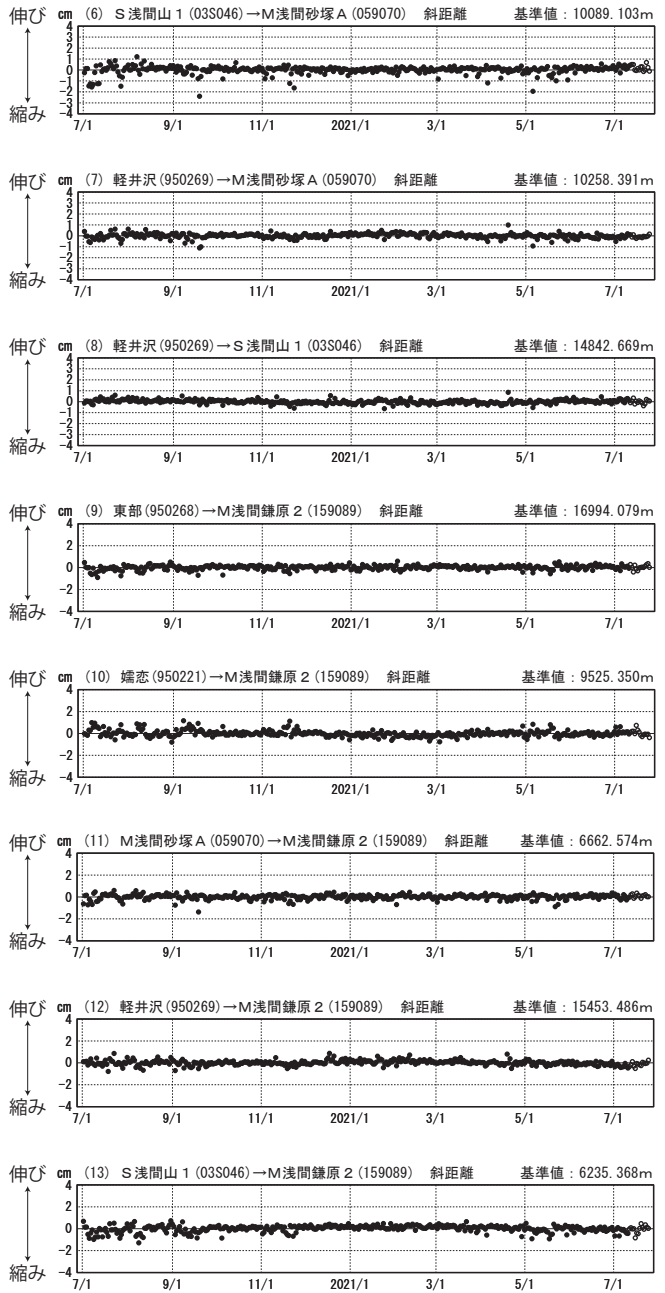 伸び cm (6) S浅間山1(03S046)→M浅間砂塚A(059070) 斜距離 基準値：10089.103m
4
3
2
1
0
-1
-2
-3
縮み -4
7/1 9/1 11/1 2021/1 3/1 5/1 7/1
伸び cm (7) 軽井沢(950269)→M浅間砂塚A(059070) 斜距離 基準値：10258.391m
4
3
2
1
0
-1
-2
-3
縮み -4
7/1 9/1 11/1 2021/1 3/1 5/1 7/1
伸び cm (8) 軽井沢(950269)→S浅間山1(03S046) 斜距離 基準値：14842.669m
4
3
2
1
0
-1
-2
-3
縮み -4
7/1 9/1 11/1 2021/1 3/1 5/1 7/1
伸び cm (9) 東部(950268)→M浅間鎌原2(159089) 斜距離 基準値：16994.079m
4
2
0
-2
縮み -4
7/1 9/1 11/1 2021/1 3/1 5/1 7/1
伸び cm (10) 嬬恋(950221)→M浅間鎌原2(159089) 斜距離 基準値：9525.350m
4
2
0
-2
縮み -4
7/1 9/1 11/1 2021/1 3/1 5/1 7/1
伸び cm (11) M浅間砂塚A(059070)→M浅間鎌原2(159089) 斜距離 基準値：6662.574m
4
2
0
-2
縮み -4
7/1 9/1 11/1 2021/1 3/1 5/1 7/1
伸び cm (12) 軽井沢(950269)→M浅間鎌原2(159089) 斜距離 基準値：15453.486m
4
2
0
-2
縮み -4
7/1 9/1 11/1 2021/1 3/1 5/1 7/1
伸び cm (13) S浅間山1(03S046)→M浅間鎌原2(159089) 斜距離 基準値：6235.368m
4
2
0
-2
縮み -4
7/1 9/1 11/1 2021/1 3/1 5/1 7/1